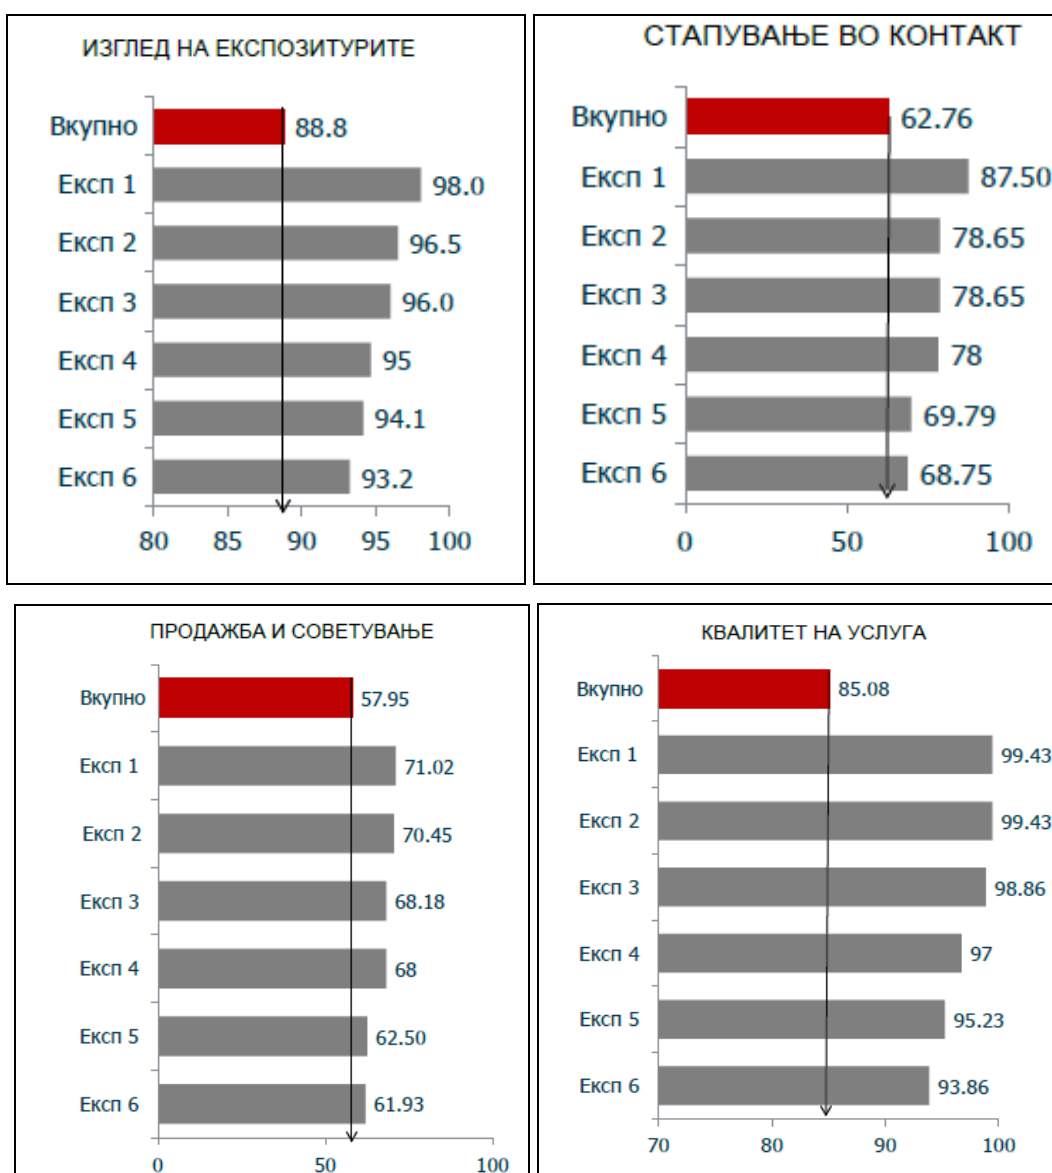 ИЗГЛЕД НА ЕКСПОЗИТУРИТЕ
Вкупно 88.8
Експ 1 98.0
Експ 2 96.5
Експ 3 96.0
Експ 4 95
Експ 5 94.1
Експ 6 93.2
80 85 90 95 100
СТАПУВАЊЕ ВО КОНТАКТ
Вкупно 62.76
Експ 1 87.50
Експ 2 78.65
Експ 3 78.65
Експ 4 78
Експ 5 69.79
Експ 6 68.75
0 50 100
ПРОДАЖБА И СОВЕТУВАЊЕ
Вкупно 57.95
Експ 1 71.02
Експ 2 70.45
Експ 3 68.18
Експ 4 68
Експ 5 62.50
Експ 6 61.93
0 50 100
КВАЛИТЕТ НА УСЛУГА
Вкупно 85.08
Експ 1 99.43
Експ 2 99.43
Експ 3 98.86
Експ 4 97
Експ 5 95.23
Експ 6 93.86
70 80 90 100